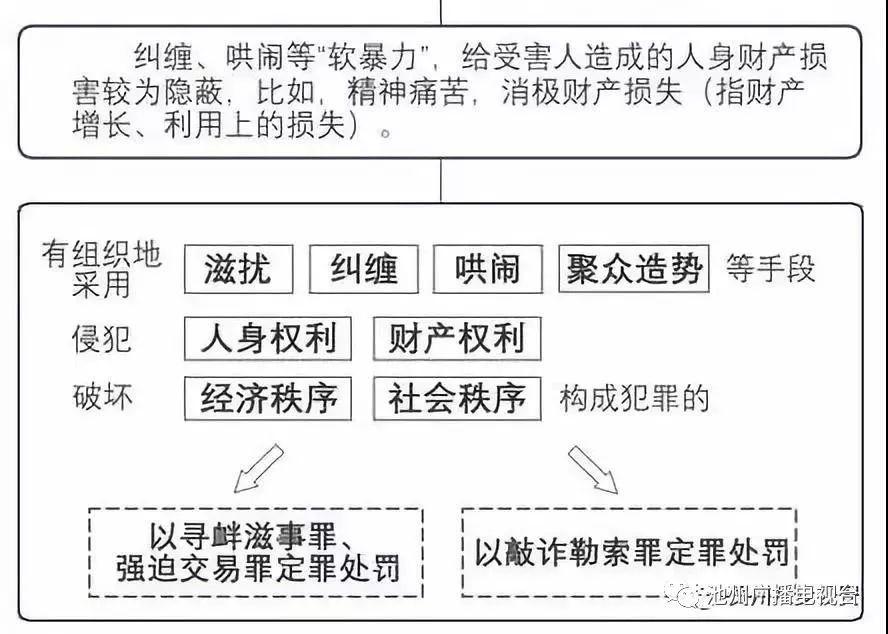 纠缠、哄闹等“软暴力”，给受害人造成的人身财产损
害较为隐蔽，比如，精神痛苦，消极财产损失（指财产
增长、利用上的损失）。
有组织地
采用 滋扰 纠缠 哄闹 聚众造势 等手段
侵犯 人身权利 财产权利
破坏 经济秩序 社会秩序 构成犯罪的
以寻衅滋事罪、
强迫交易罪定罪处罚
以敲诈勒索罪定罪处罚
池州广播电视台